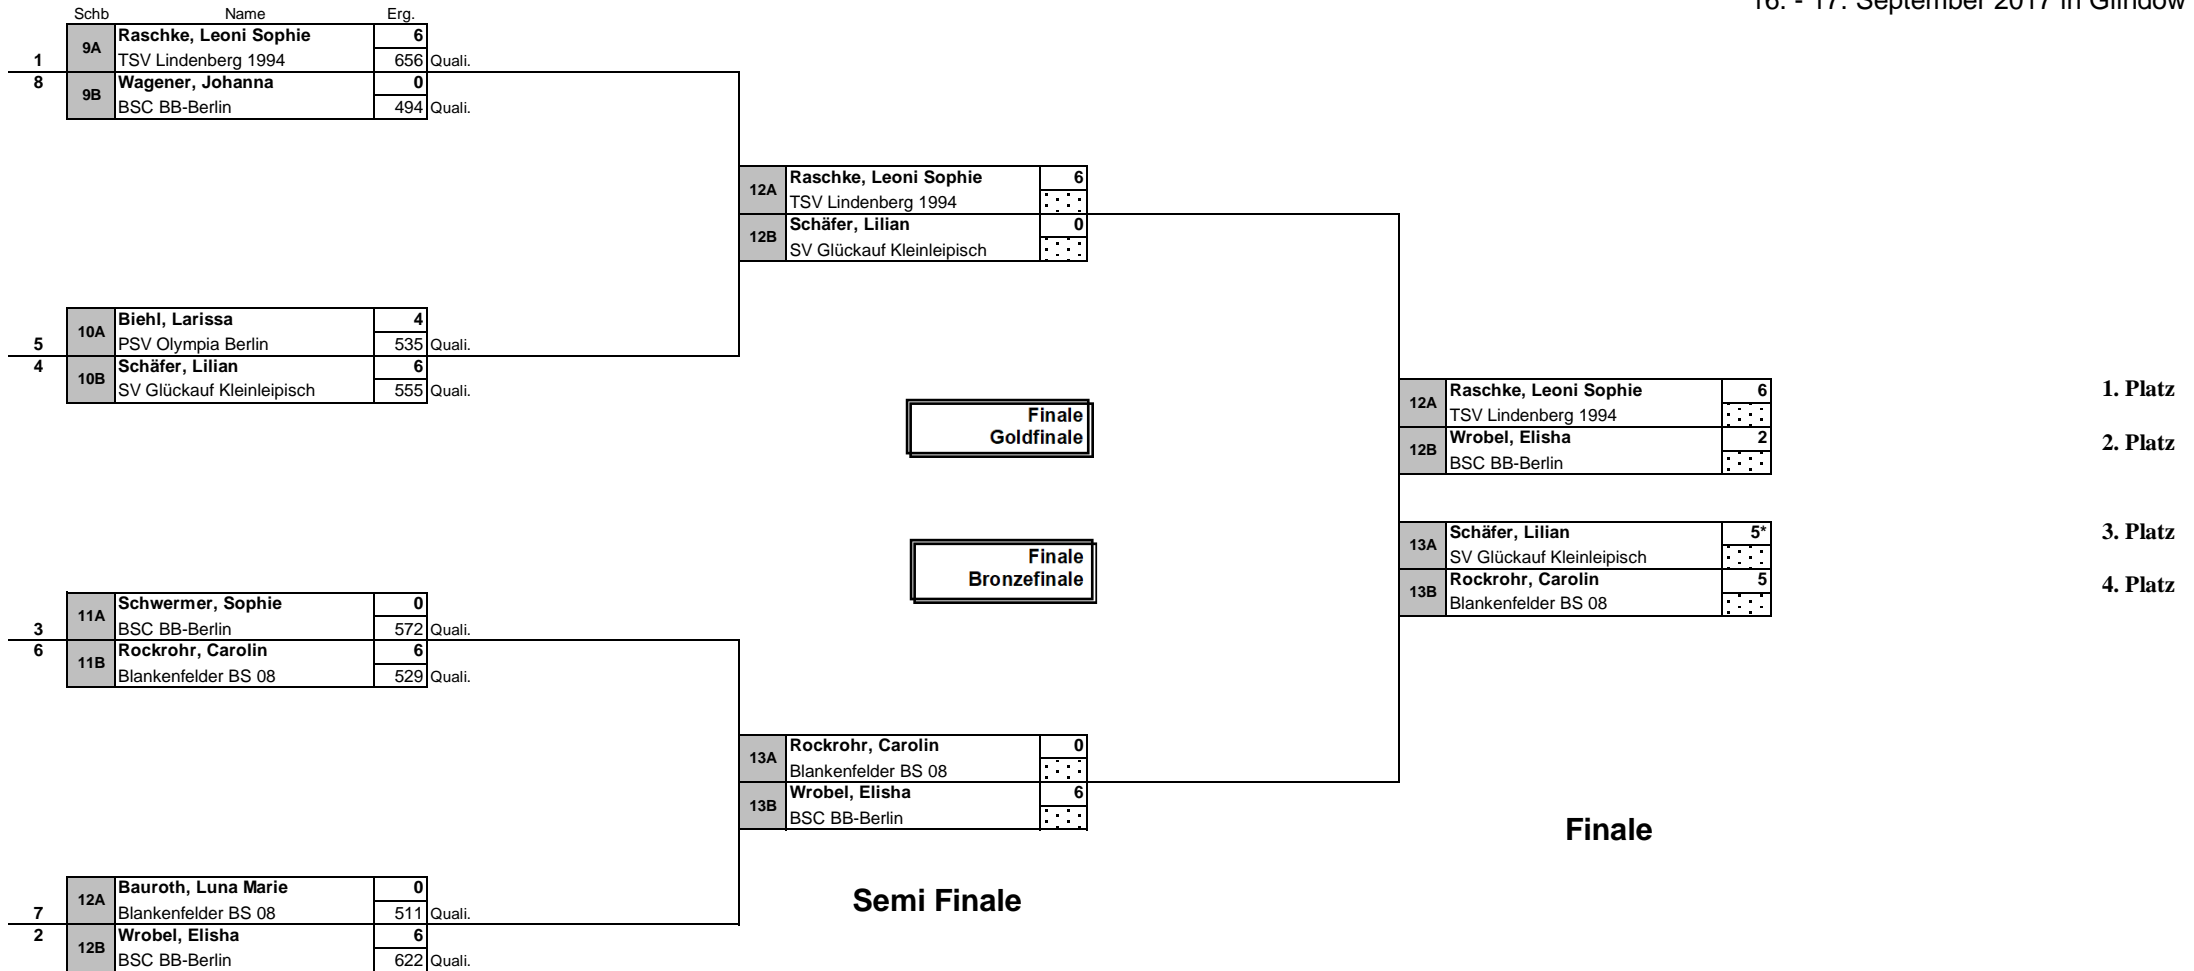 16. - 17. September 2017 in Glindow
Schb Name Erg.
9A Raschke, Leoni Sophie 6
1 TSV Lindenberg 1994 656 Quali.
8 9B Wagener, Johanna 0
BSC BB-Berlin 494 Quali.
12A Raschke, Leoni Sophie 6
TSV Lindenberg 1994
12B Schäfer, Lilian 0
SV Glückauf Kleinleipisch
10A Biehl, Larissa 4
5 PSV Olympia Berlin 535 Quali.
4 10B Schäfer, Lilian 6
SV Glückauf Kleinleipisch 555 Quali.
Finale
Goldfinale
12A Raschke, Leoni Sophie 6 1. Platz
TSV Lindenberg 1994
12B Wrobel, Elisha 2 2. Platz
BSC BB-Berlin
Finale
Bronzefinale
13A Schäfer, Lilian 5* 3. Platz
SV Glückauf Kleinleipisch
13B Rockrohr, Carolin 5 4. Platz
Blankenfelder BS 08
11A Schwermer, Sophie 0
3 BSC BB-Berlin 572 Quali.
6 11B Rockrohr, Carolin 6
Blankenfelder BS 08 529 Quali.
13A Rockrohr, Carolin 0
Blankenfelder BS 08
13B Wrobel, Elisha 6
BSC BB-Berlin
Finale
Semi Finale
12A Bauroth, Luna Marie 0
7 Blankenfelder BS 08 511 Quali.
2 12B Wrobel, Elisha 6
BSC BB-Berlin 622 Quali.